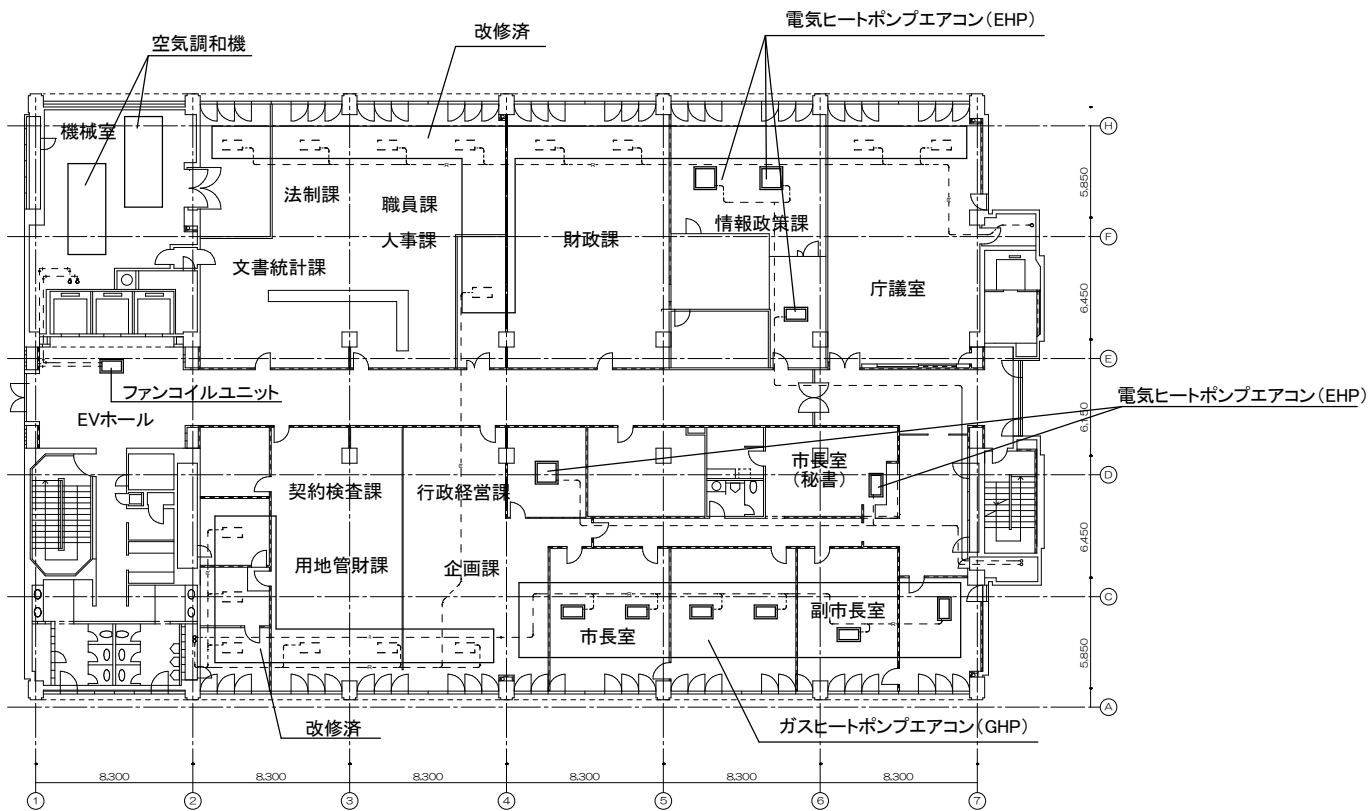 電気ヒートポンプエアコン(EHP)
改修済
空気調和機
機械室
H
5.850
法制課
職員課
人事課
財政課
情報政策課
F
文書統計課
庁議室
6.450
E
ファンコイルユニット
EVホール
6.150
電気ヒートポンプエアコン(EHP)
市長室
(秘書)
D
契約検査課
行政経営課
6.450
用地管財課
企画課
C
市長室
副市長室
5.850
A
改修済
ガスヒートポンプエアコン(GHP)
8.300
8.300
8.300
8.300
8.300
8.300
1
2
3
4
5
6
7